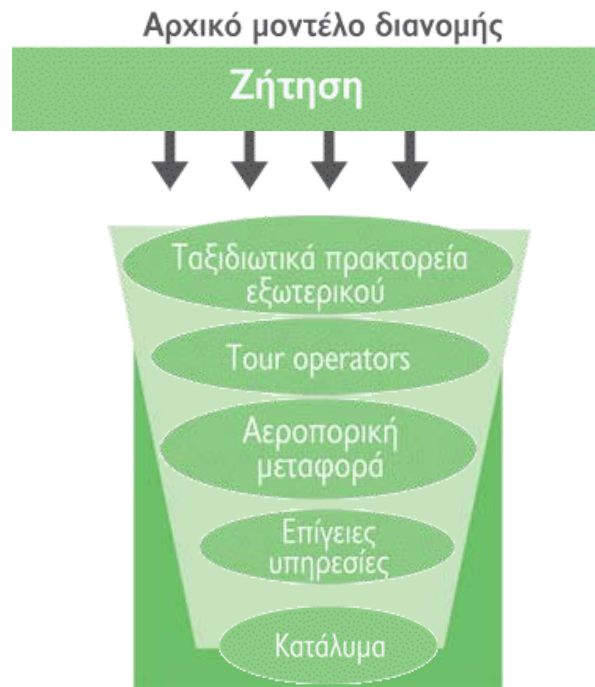 Αρχικό μοντέλο διανομής
Ζήτηση
Ταξιδιωτικά πρακτορεία
εξωτερικού
Tour operators
Αεροπορική
μεταφορά
Επίγειες
υπηρεσίες
Κατάλυμα